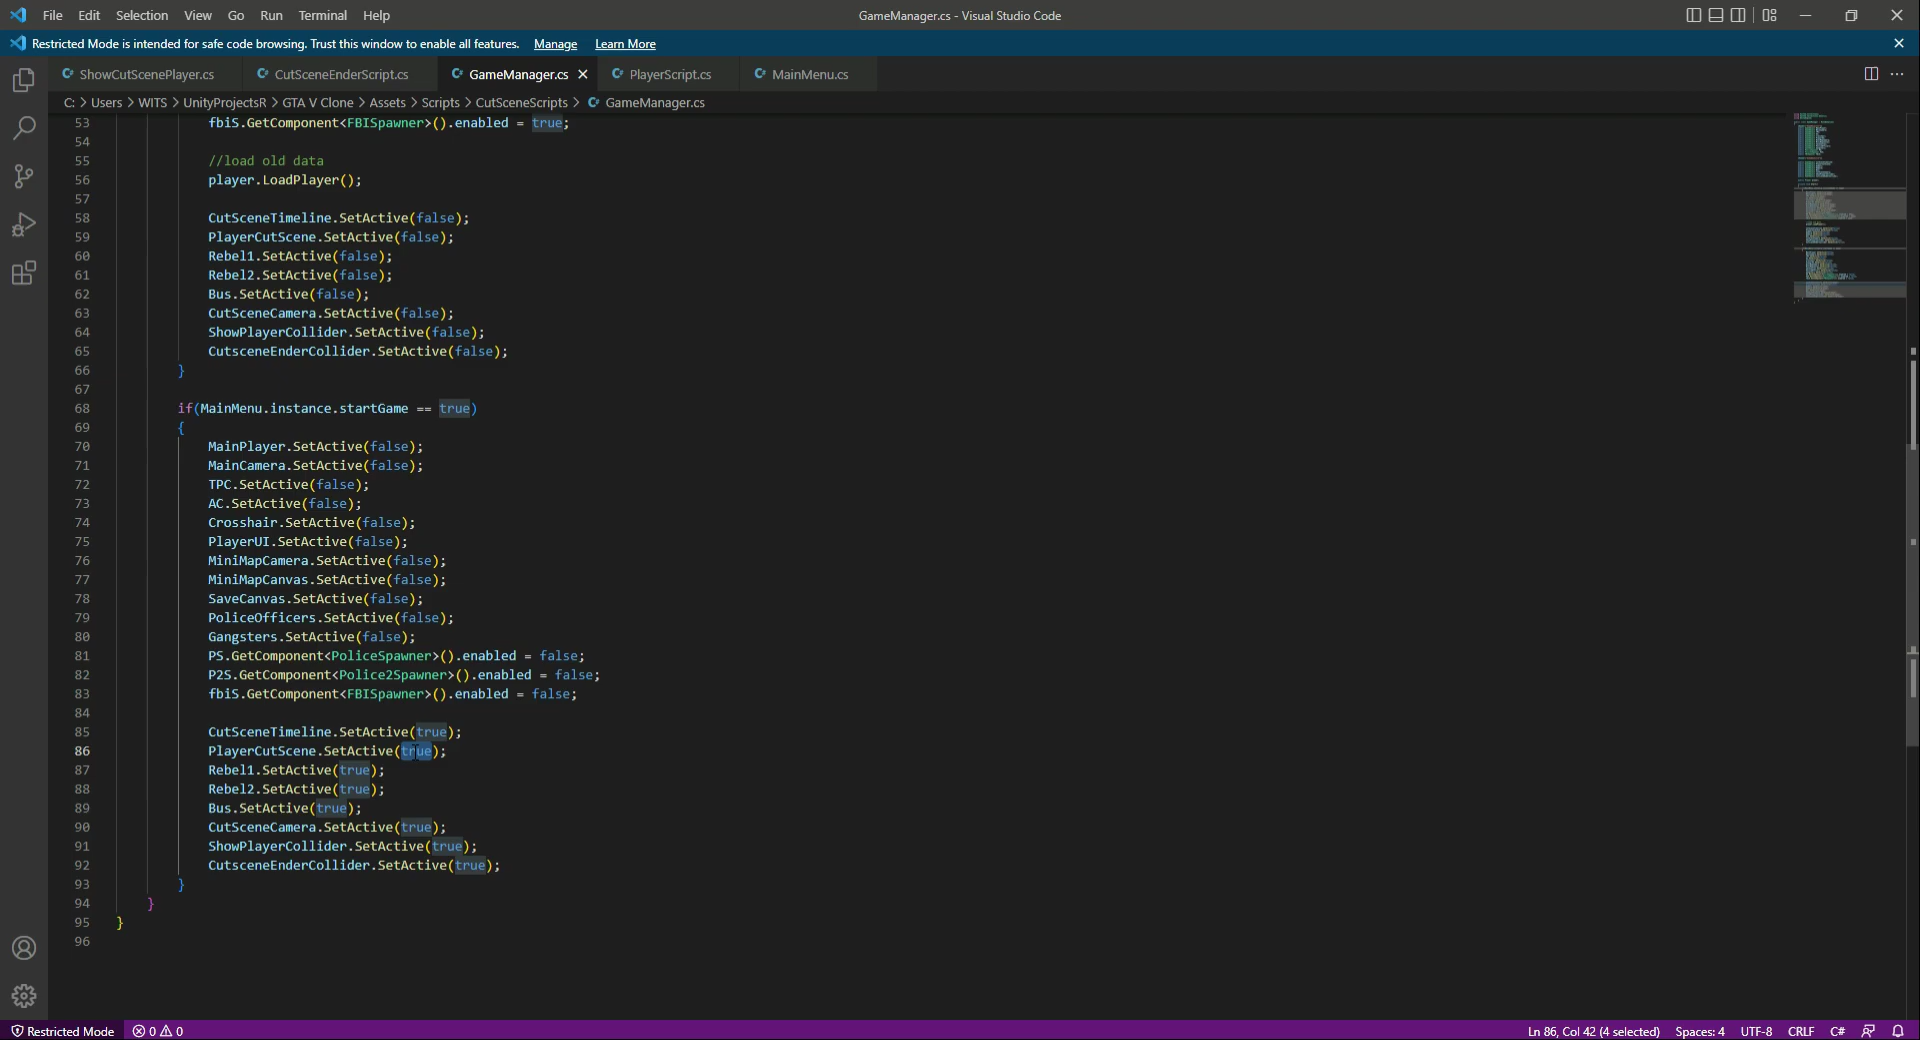 File Edit Selection View Go Run Terminal Help GameManager.cs - Visual Studio Code
Restricted Mode is intended for safe code browsing. Trust this window to enable all features. Manage Learn More
ShowCutScenePlayer.cs CutSceneEnderScript.cs GameManager.cs PlayerScript.cs MainMenu.cs
C: > Users > WITS > UnityProjectsR > GTA V Clone > Assets > Scripts > CutSceneScripts > GameManager.cs
53 fbiS.GetComponent<FBISpawner>().enabled = true;
54
55 //load old data
56 player.LoadPlayer();
57
58 CutSceneTimeline.SetActive(false);
59 PlayerCutScene.SetActive(false);
60 Rebel1.SetActive(false);
61 Rebel2.SetActive(false);
62 Bus.SetActive(false);
63 CutSceneCamera.SetActive(false);
64 ShowPlayerCollider.SetActive(false);
65 CutsceneEnderCollider.SetActive(false);
66 }
67
68 if(MainMenu.instance.startGame == true)
69 {
70 MainPlayer.SetActive(false);
71 MainCamera.SetActive(false);
72 TPC.SetActive(false);
73 AC.SetActive(false);
74 Crosshair.SetActive(false);
75 PlayerUI.SetActive(false);
76 MiniMapCamera.SetActive(false);
77 MiniMapCanvas.SetActive(false);
78 SaveCanvas.SetActive(false);
79 PoliceOfficers.SetActive(false);
80 Gangsters.SetActive(false);
81 PS.GetComponent<PoliceSpawner>().enabled = false;
82 P2S.GetComponent<Police2Spawner>().enabled = false;
83 fbiS.GetComponent<FBISpawner>().enabled = false;
84
85 CutSceneTimeline.SetActive(true);
86 PlayerCutScene.SetActive(true);
87 Rebel1.SetActive(true);
88 Rebel2.SetActive(true);
89 Bus.SetActive(true);
90 CutSceneCamera.SetActive(true);
91 ShowPlayerCollider.SetActive(true);
92 CutsceneEnderCollider.SetActive(true);
93 }
94 }
95 }
96
Restricted Mode 0 0 Ln 86, Col 42 (4 selected) Spaces: 4 UTF-8 CRLF C#